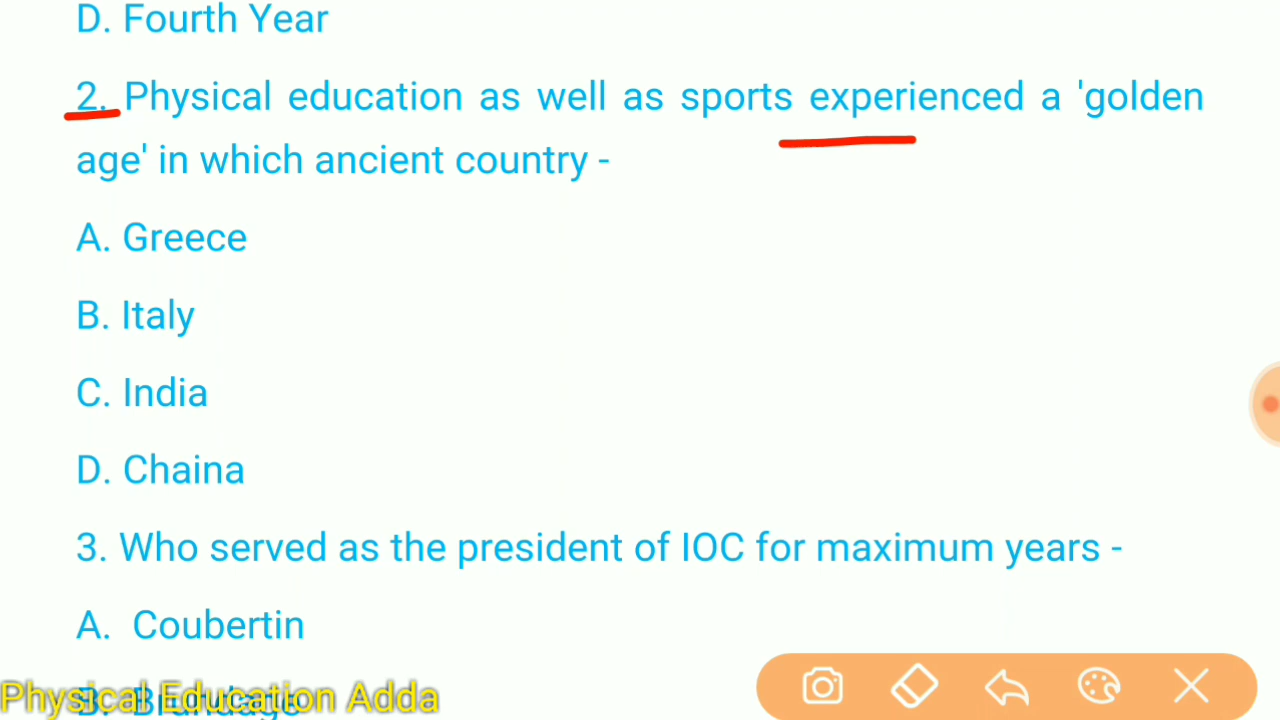 D. Fourth Year
2. Physical education as well as sports experienced a 'golden
age' in which ancient country -
A. Greece
B. Italy
C. India
D. Chaina
3. Who served as the president of IOC for maximum years -
A. Coubertin
B. Brundage
Physical Education Adda